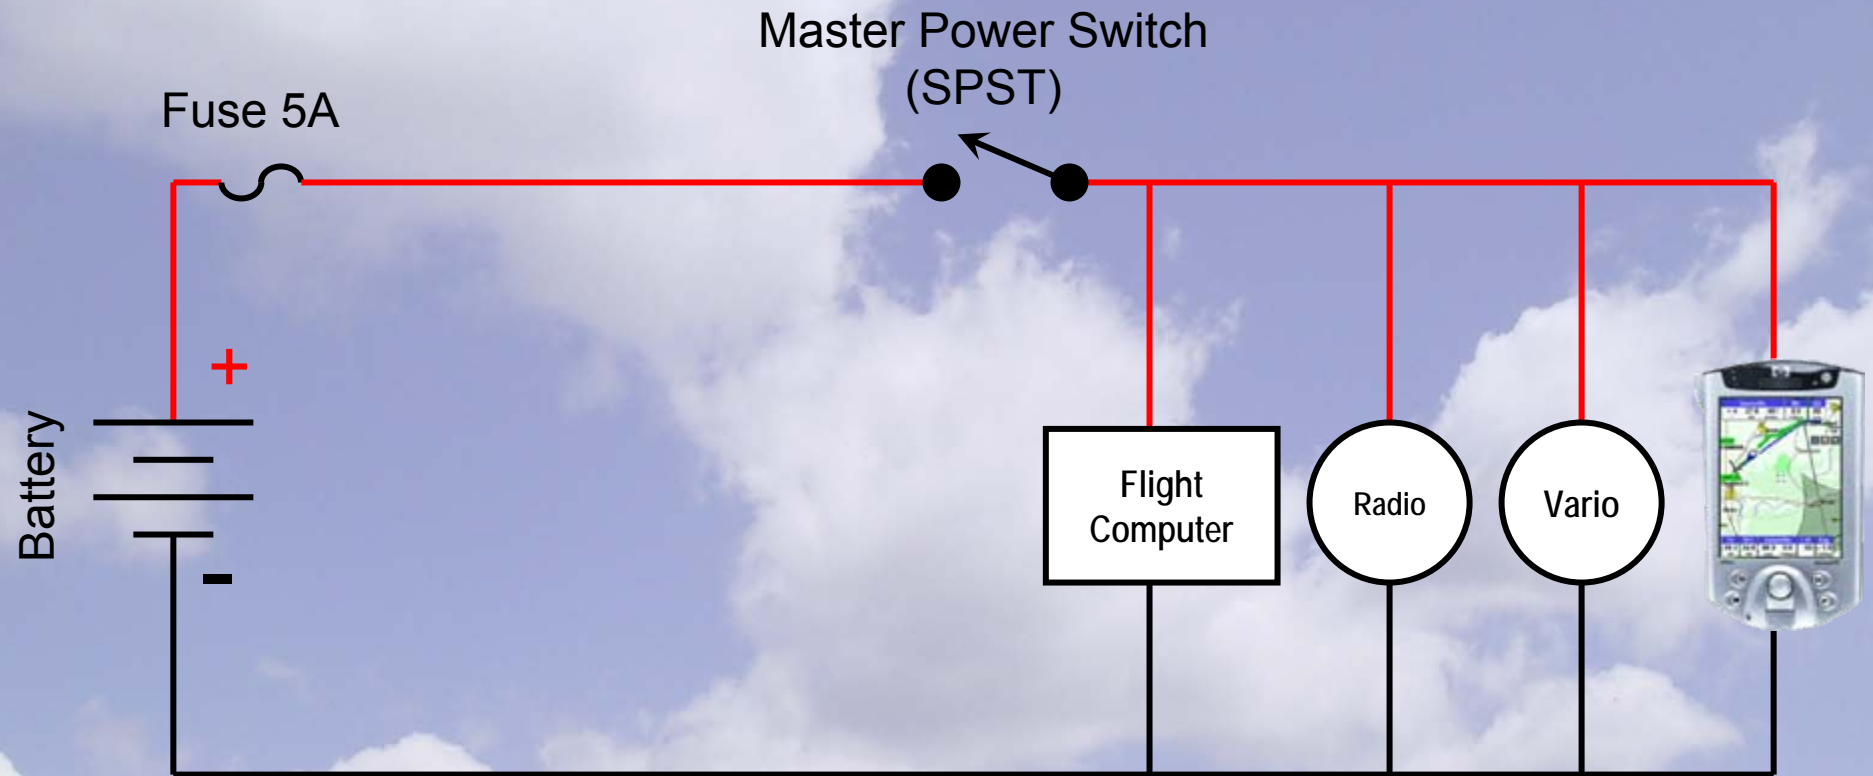 Master Power Switch
(SPST)
Fuse 5A
+
Battery
-
Flight
Computer
Radio
Vario